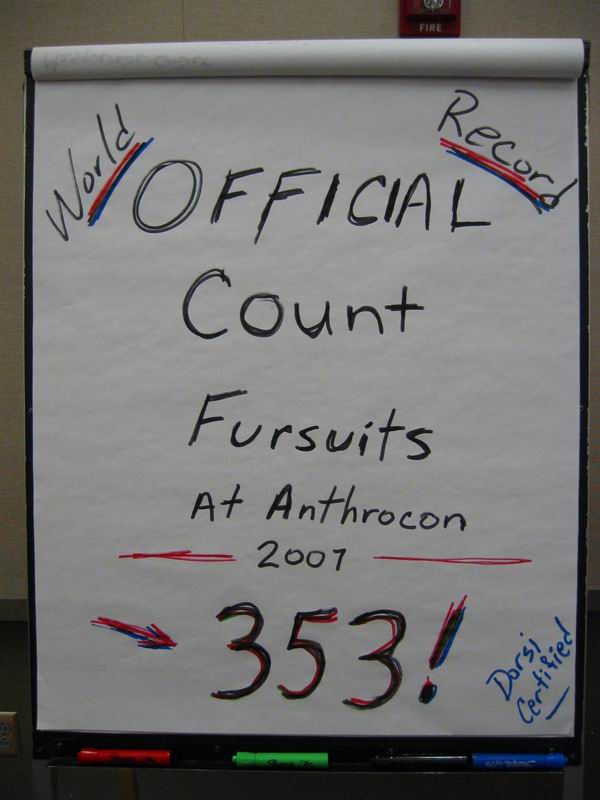 FIRE
World
Record
OFFICIAL
Count
Fursuits
At Anthrocon
2007
353!
Dorsi
Certified